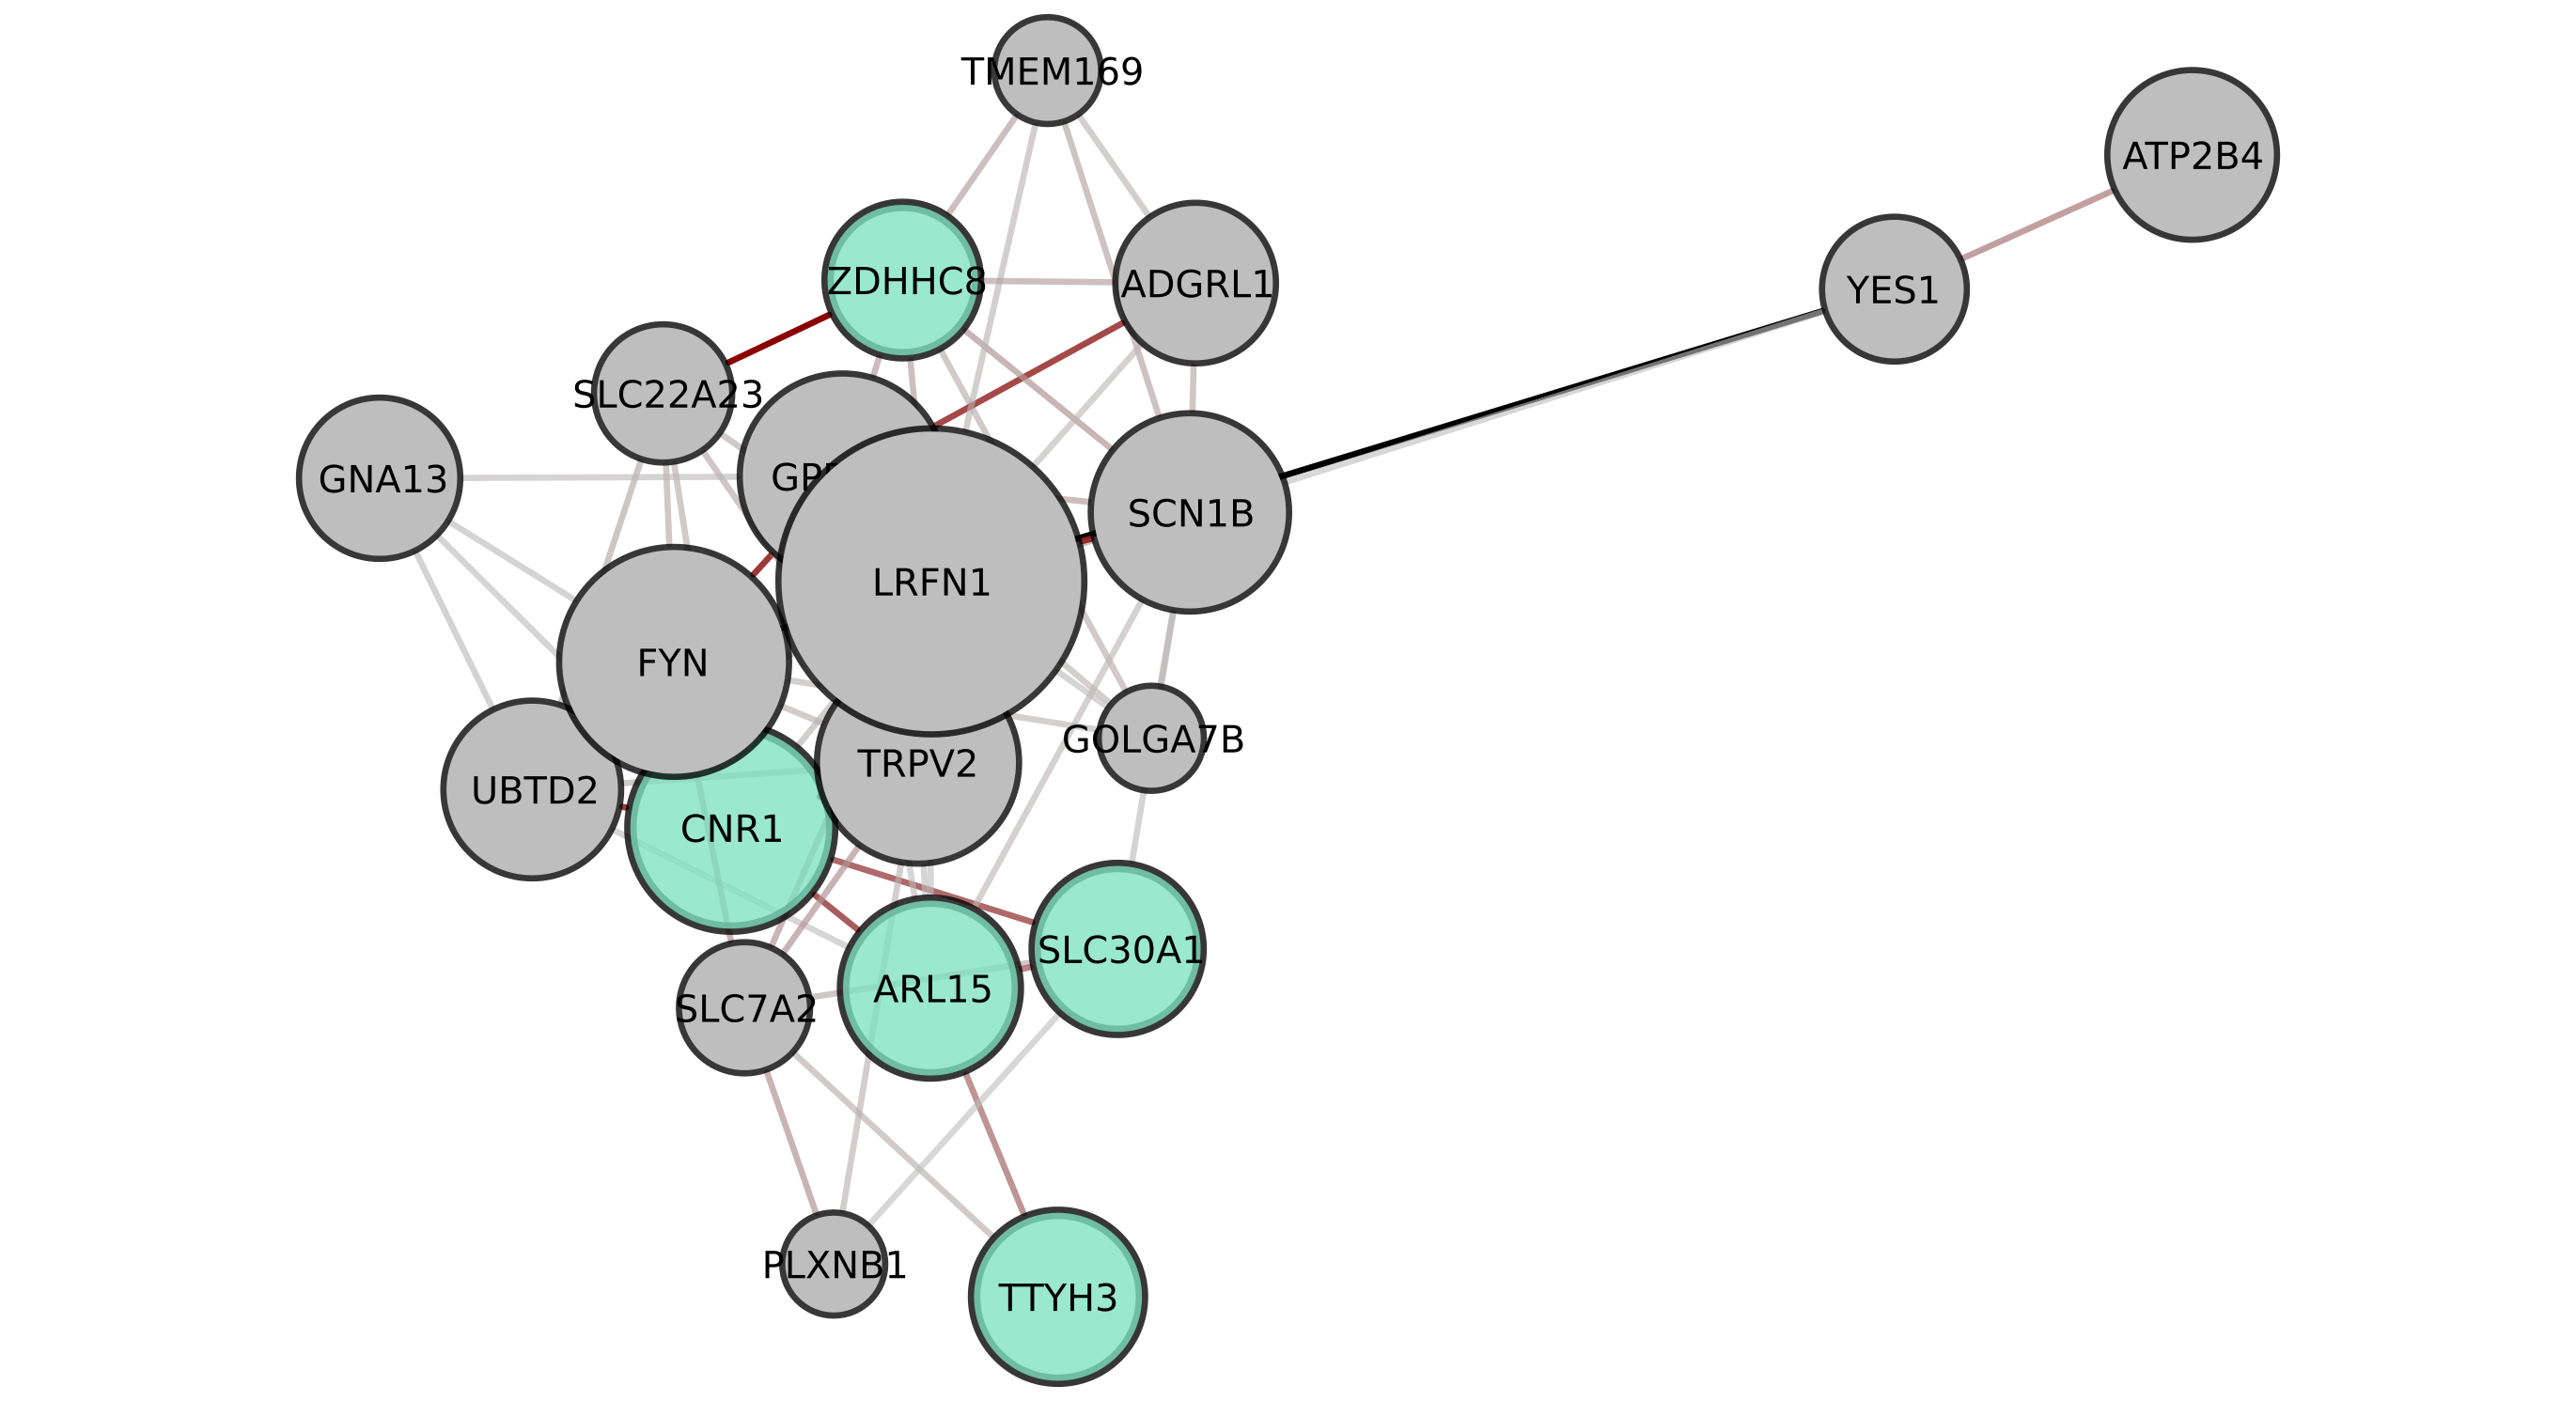 TMEM169
ATP2B4
ZDHHC8
ADGRL1
YES1
SLC22A23
GNA13
SCN1B
LRFN1
FYN
GOLGA7B
TRPV2
UBTD2
CNR1
SLC30A1
ARL15
SLC7A2
PLXNB1
TTYH3